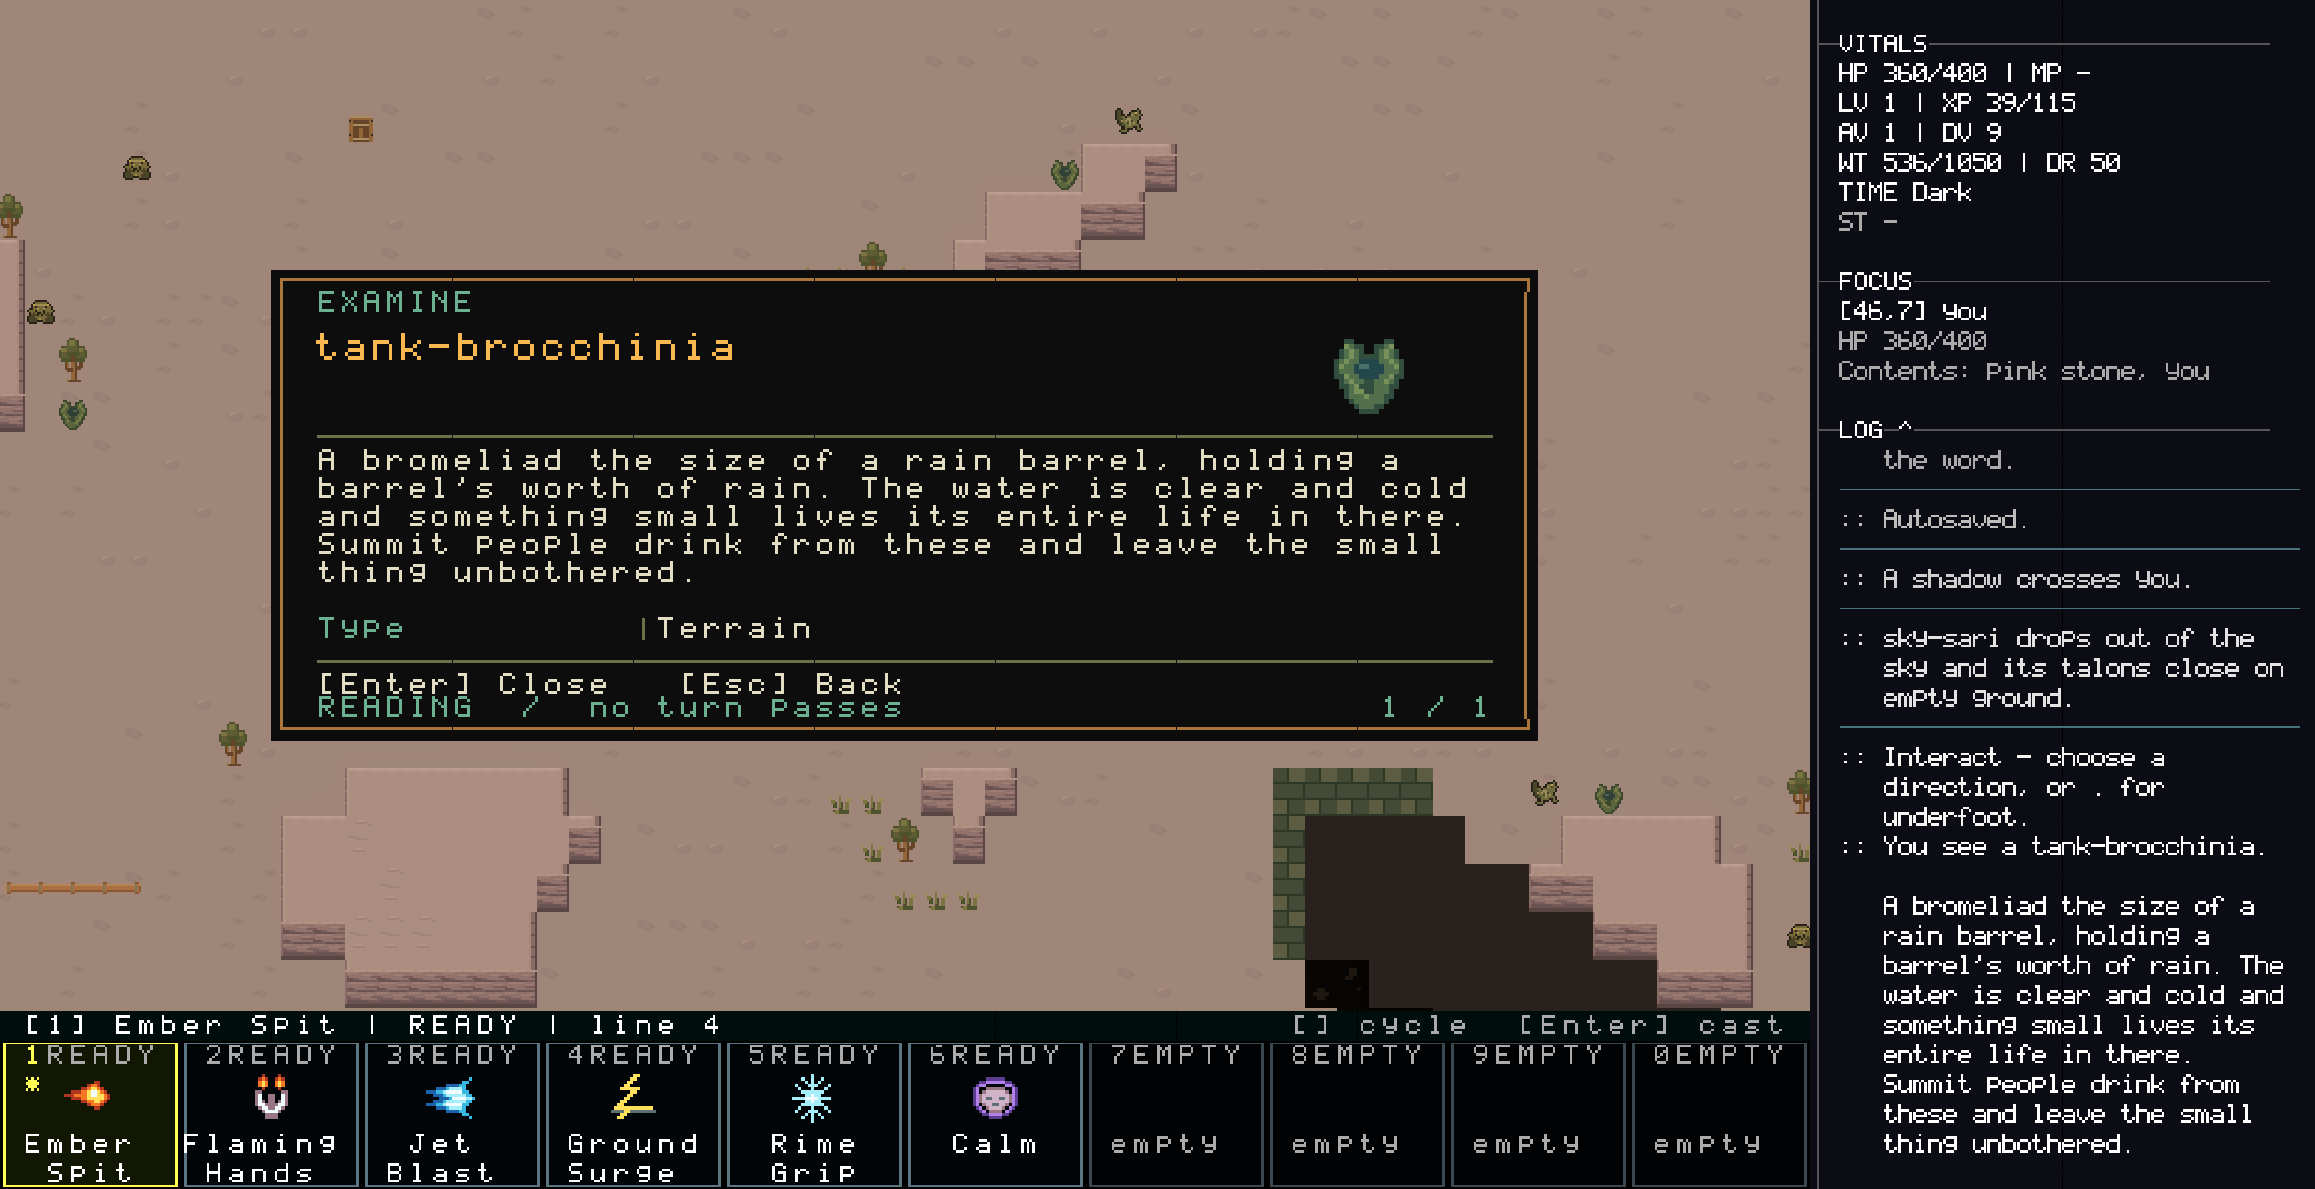 EXAMINE
tank-brocchinia
A bromeliad the size of a rain barrel, holding a
barrel's worth of rain. The water is clear and cold
and something small lives its entire life in there.
Summit people drink from these and leave the small
thing unbothered.
Type | Terrain
[Enter] Close [Esc] Back
READING / no turn passes 1 / 1
[1] Ember Spit | READY | line 4 [] cycle [Enter] cast
1READY 2READY 3READY 4READY 5READY 6READY 7EMPTY 8EMPTY 9EMPTY 0EMPTY
Ember Spit
Flaming Hands
Jet Blast
Ground Surge
Rime Grip
Calm
empty
empty
empty
empty
VITALS
HP 360/400 | MP -
LV 1 | XP 39/115
AV 1 | DV 9
WT 536/1050 | DR 50
TIME Dark
ST -
FOCUS
[46,7] You
HP 360/400
Contents: Pink stone, You
LOG ^
the word.
:: Autosaved.
:: A shadow crosses you.
:: sky-sari drops out of the
sky and its talons close on
empty ground.
:: Interact - choose a
direction, or . for
underfoot.
:: You see a tank-brocchinia.
A bromeliad the size of a
rain barrel, holding a
barrel's worth of rain. The
water is clear and cold and
something small lives its
entire life in there.
Summit people drink from
these and leave the small
thing unbothered.